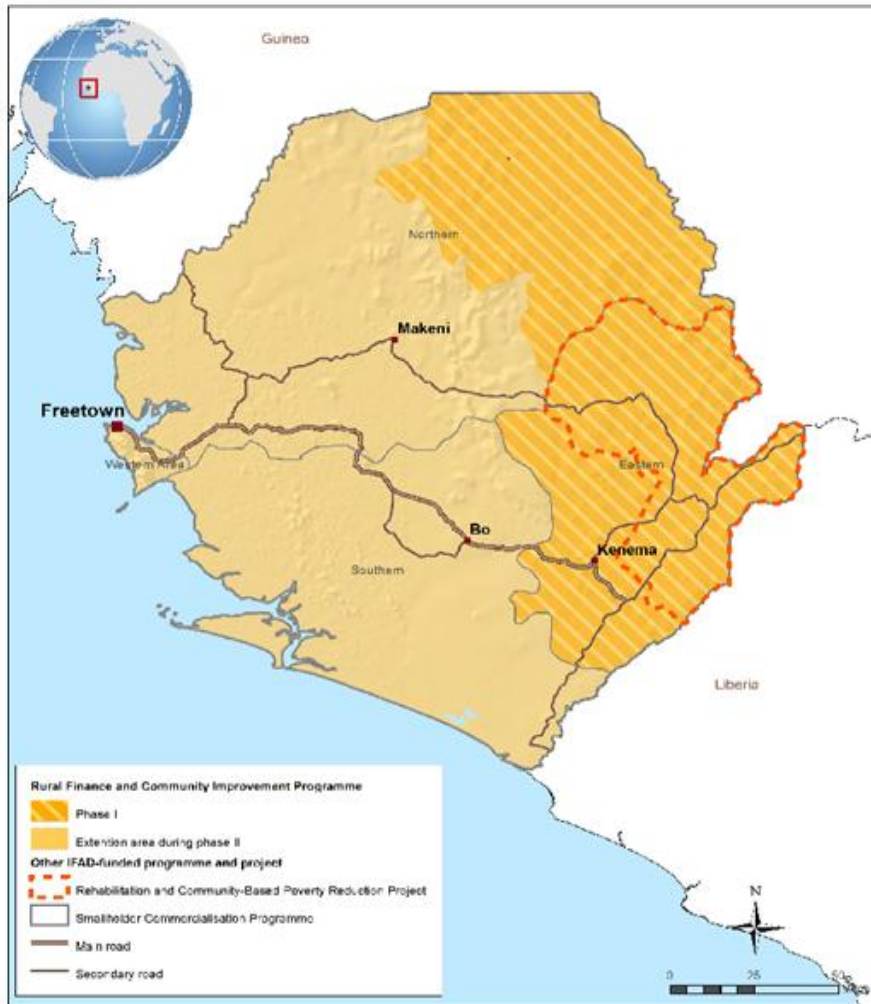 Guinea
Northern
Makeni
Freetown
Western Area
Eastern
Bo
Kenema
Southern
Liberia
Rural Finance and Community Improvement Programme
Phase I
Extention area during phase II
Other IFAD-funded programme and project
Rehabilitation and Community-Based Poverty Reduction Project
Smallholder Commercialisation Programme
Main road
Secondary road
N
0 25 50